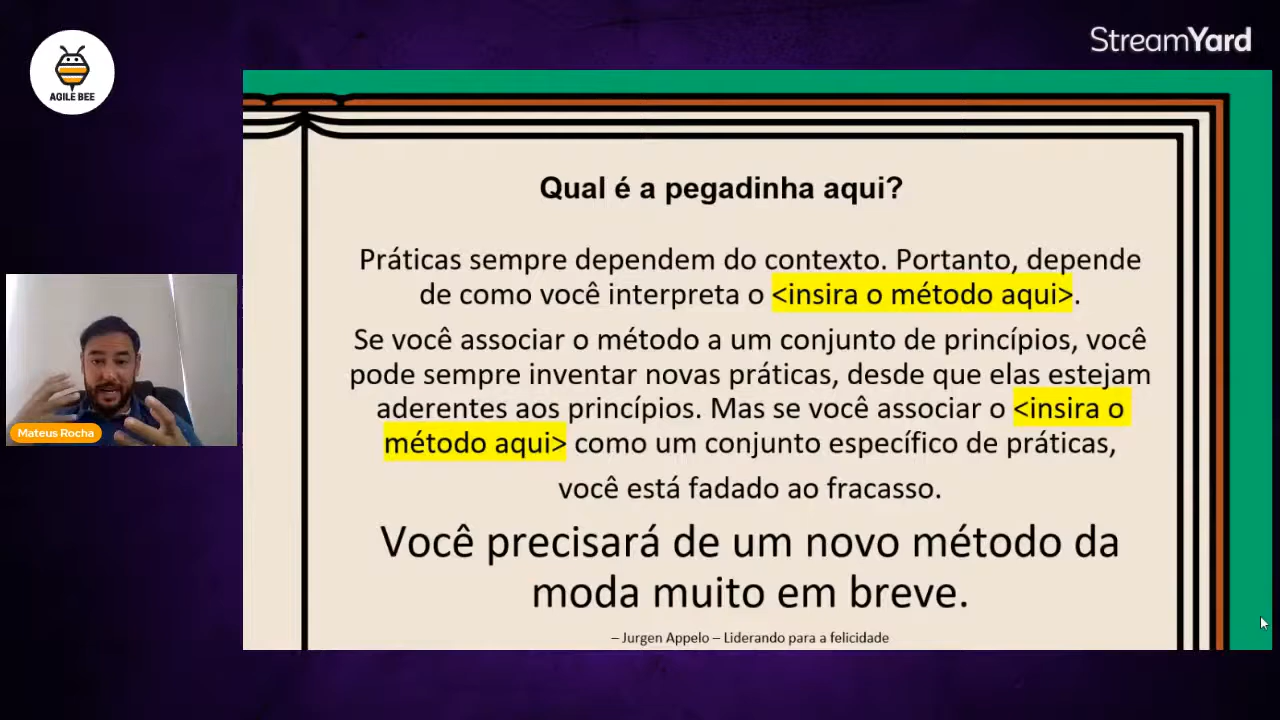 AGILE BEE
StreamYard
Qual é a pegadinha aqui?
Práticas sempre dependem do contexto. Portanto, depende
de como você interpreta o <insira o método aqui>.
Se você associar o método a um conjunto de princípios, você
pode sempre inventar novas práticas, desde que elas estejam
aderentes aos princípios. Mas se você associar o <insira o
método aqui> como um conjunto específico de práticas,
você está fadado ao fracasso.
Você precisará de um novo método da
moda muito em breve.
– Jurgen Appelo – Liderando para a felicidade
Mateus Rocha